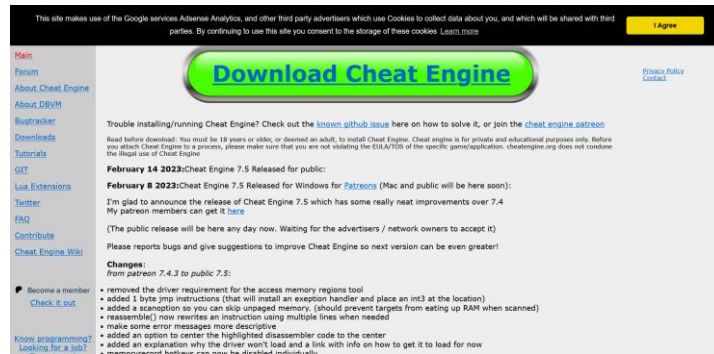 This site makes use of the Google services Adsense Analytics, and other third party advertisers which use Cookies to collect data about you, and which will be shared with third
parties. By continuing to use this site you consent to the storage of these cookies Learn more
I Agree
Main
Forum
About Cheat Engine
About DBVM
Bugtracker
Downloads
Tutorials
GIT
Lua Extensions
Twitter
FAQ
Contribute
Cheat Engine Wiki
Become a member
Check it out
Know programming?
Looking for a job?
Download Cheat Engine
Privacy Policy
Contact
Trouble installing/running Cheat Engine? Check out the known github issue here on how to solve it, or join the cheat engine patreon
Read before download: You must be 18 years or older, or deemed an adult, to install Cheat Engine. Cheat engine is for private and educational purposes only. Before
you attach Cheat Engine to a process, please make sure that you are not violating the EULA/TOS of the specific game/application. cheatengine.org does not condone
the illegal use of Cheat Engine
February 14 2023:Cheat Engine 7.5 Released for public:
February 8 2023:Cheat Engine 7.5 Released for Windows for Patreons (Mac and public will be here soon):
I'm glad to announce the release of Cheat Engine 7.5 which has some really neat improvements over 7.4
My patreon members can get it here
(The public release will be here any day now. Waiting for the advertisers / network owners to accept it)
Please reports bugs and give suggestions to improve Cheat Engine so next version can be even greater!
Changes:
from patreon 7.4.3 to public 7.5:
• removed the driver requirement for the access memory regions tool
• added 1 byte jmp instructions (that will install an exeption handler and place an int3 at the location)
• added a scanoption so you can skip unpaged memory. (should prevent targets from eating up RAM when scanned)
• reassemble() now rewrites an instruction using multiple lines when needed
• make some error messages more descriptive
• added an option to center the highlighted disassembler code to the center
• added an explanation why the driver won't load and a link with info on how to get it to load for now
• memoryrecord hotkeys can now be disabled individually